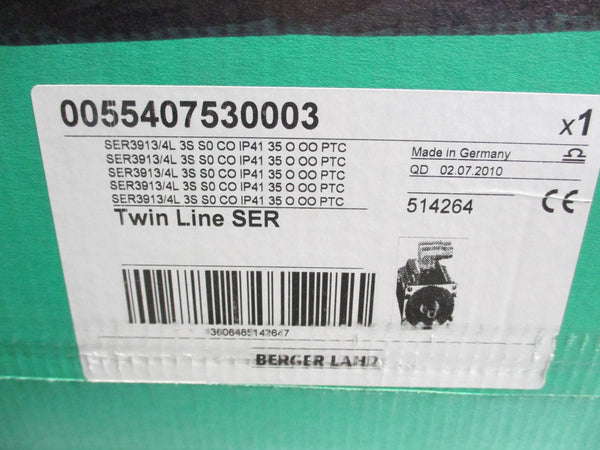 0055407530003 x1
SER3913/4L 3S S0 CO IP41 35 O OO PTC
SER3913/4L 3S S0 CO IP41 35 O OO PTC
SER3913/4L 3S S0 CO IP41 35 O OO PTC
SER3913/4L 3S S0 CO IP41 35 O OO PTC
SER3913/4L 3S S0 CO IP41 35 O OO PTC
Twin Line SER
Made in Germany
QD 02.07.2010
514264 CE
3606485142647
BERGER LAHR